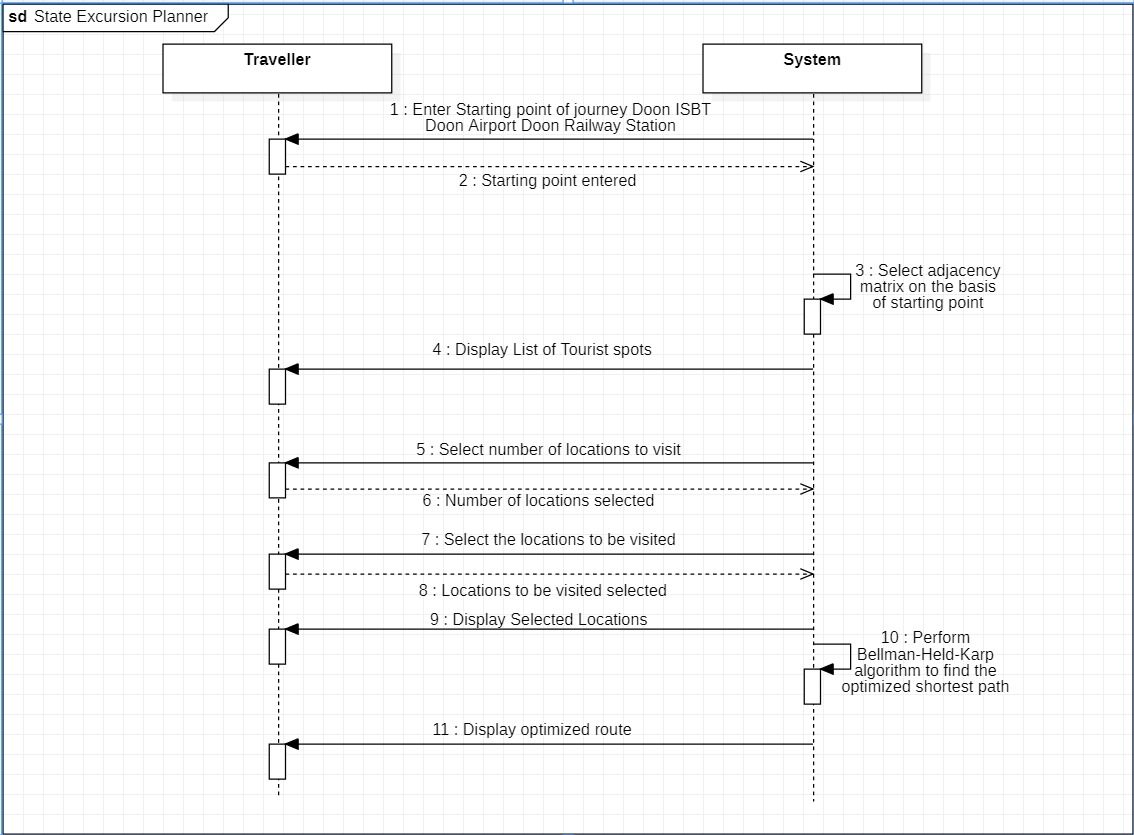 sd State Excursion Planner
Traveller
System
1 : Enter Starting point of journey Doon ISBT
Doon Airport Doon Railway Station
2 : Starting point entered
3 : Select adjacency
matrix on the basis
of starting point
4 : Display List of Tourist spots
5 : Select number of locations to visit
6 : Number of locations selected
7 : Select the locations to be visited
8 : Locations to be visited selected
9 : Display Selected Locations
10 : Perform
Bellman-Held-Karp
algorithm to find the
optimized shortest path
11 : Display optimized route